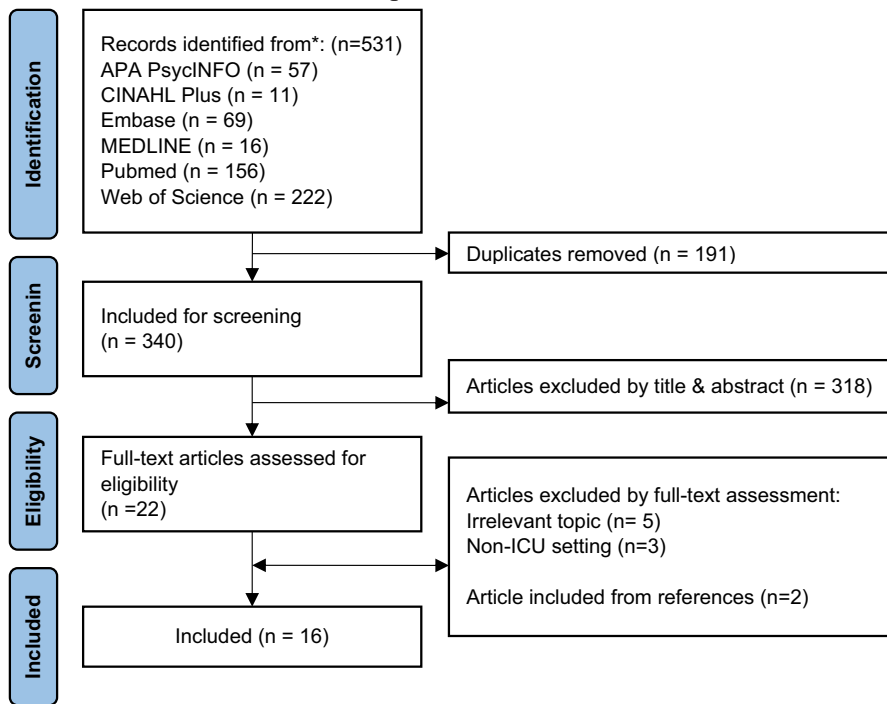 Identification
Records identified from*: (n=531)
APA PsycINFO (n = 57)
CINAHL Plus (n = 11)
Embase (n = 69)
MEDLINE (n = 16)
Pubmed (n = 156)
Web of Science (n = 222)
Duplicates removed (n = 191)
Screenin
Included for screening
(n = 340)
Articles excluded by title & abstract (n = 318)
Eligibility
Full-text articles assessed for
eligibility
(n =22)
Articles excluded by full-text assessment:
Irrelevant topic (n= 5)
Non-ICU setting (n=3)
Article included from references (n=2)
Included
Included (n = 16)